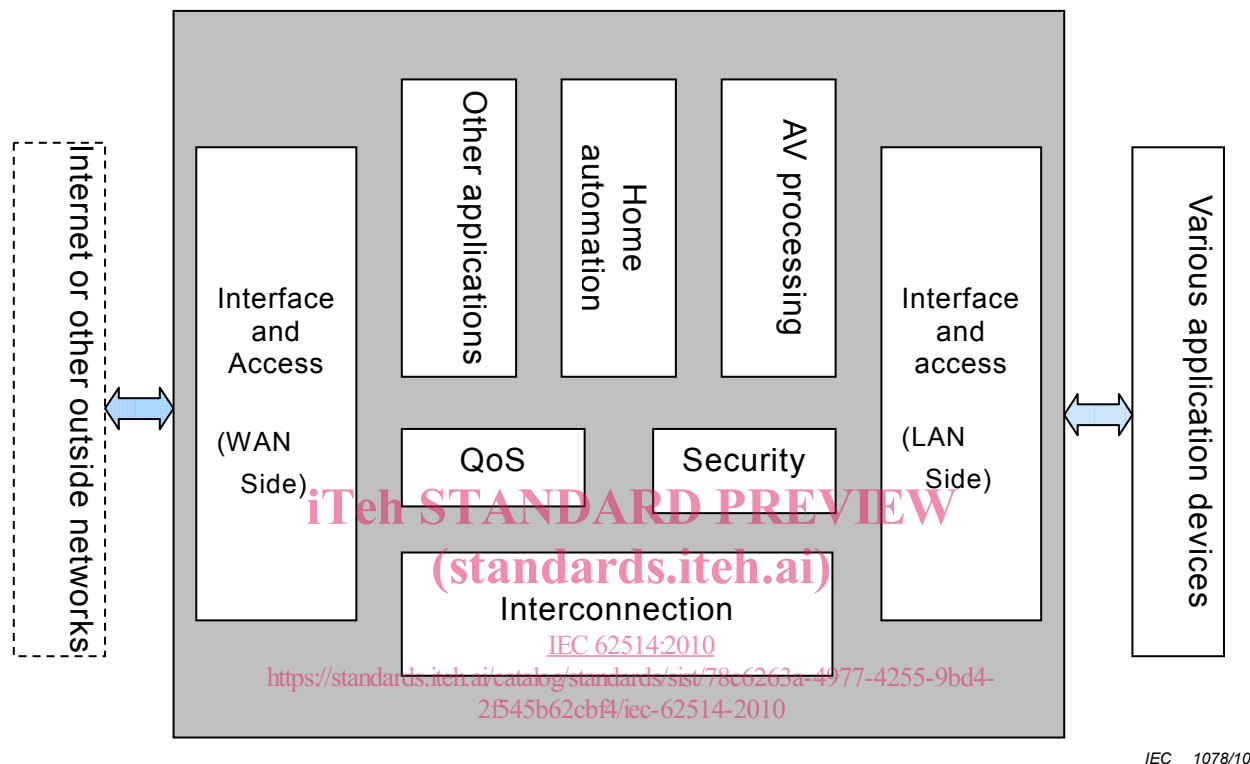 Internet or other outside networks
Interface
and
Access
(WAN
Side)
Other applications
Home
automation
AV processing
QoS
Security
Interconnection
Interface
and
access
(LAN
Side)
Various application devices
iTeh STANDARD PREVIEW
(standards.iteh.ai)
IEC 62514:2010
https://standards.iteh.ai/catalog/standards/sist/78c6263a-4977-4255-9bd4-
2f545b62cbf4/iec-62514-2010
IEC 1078/10